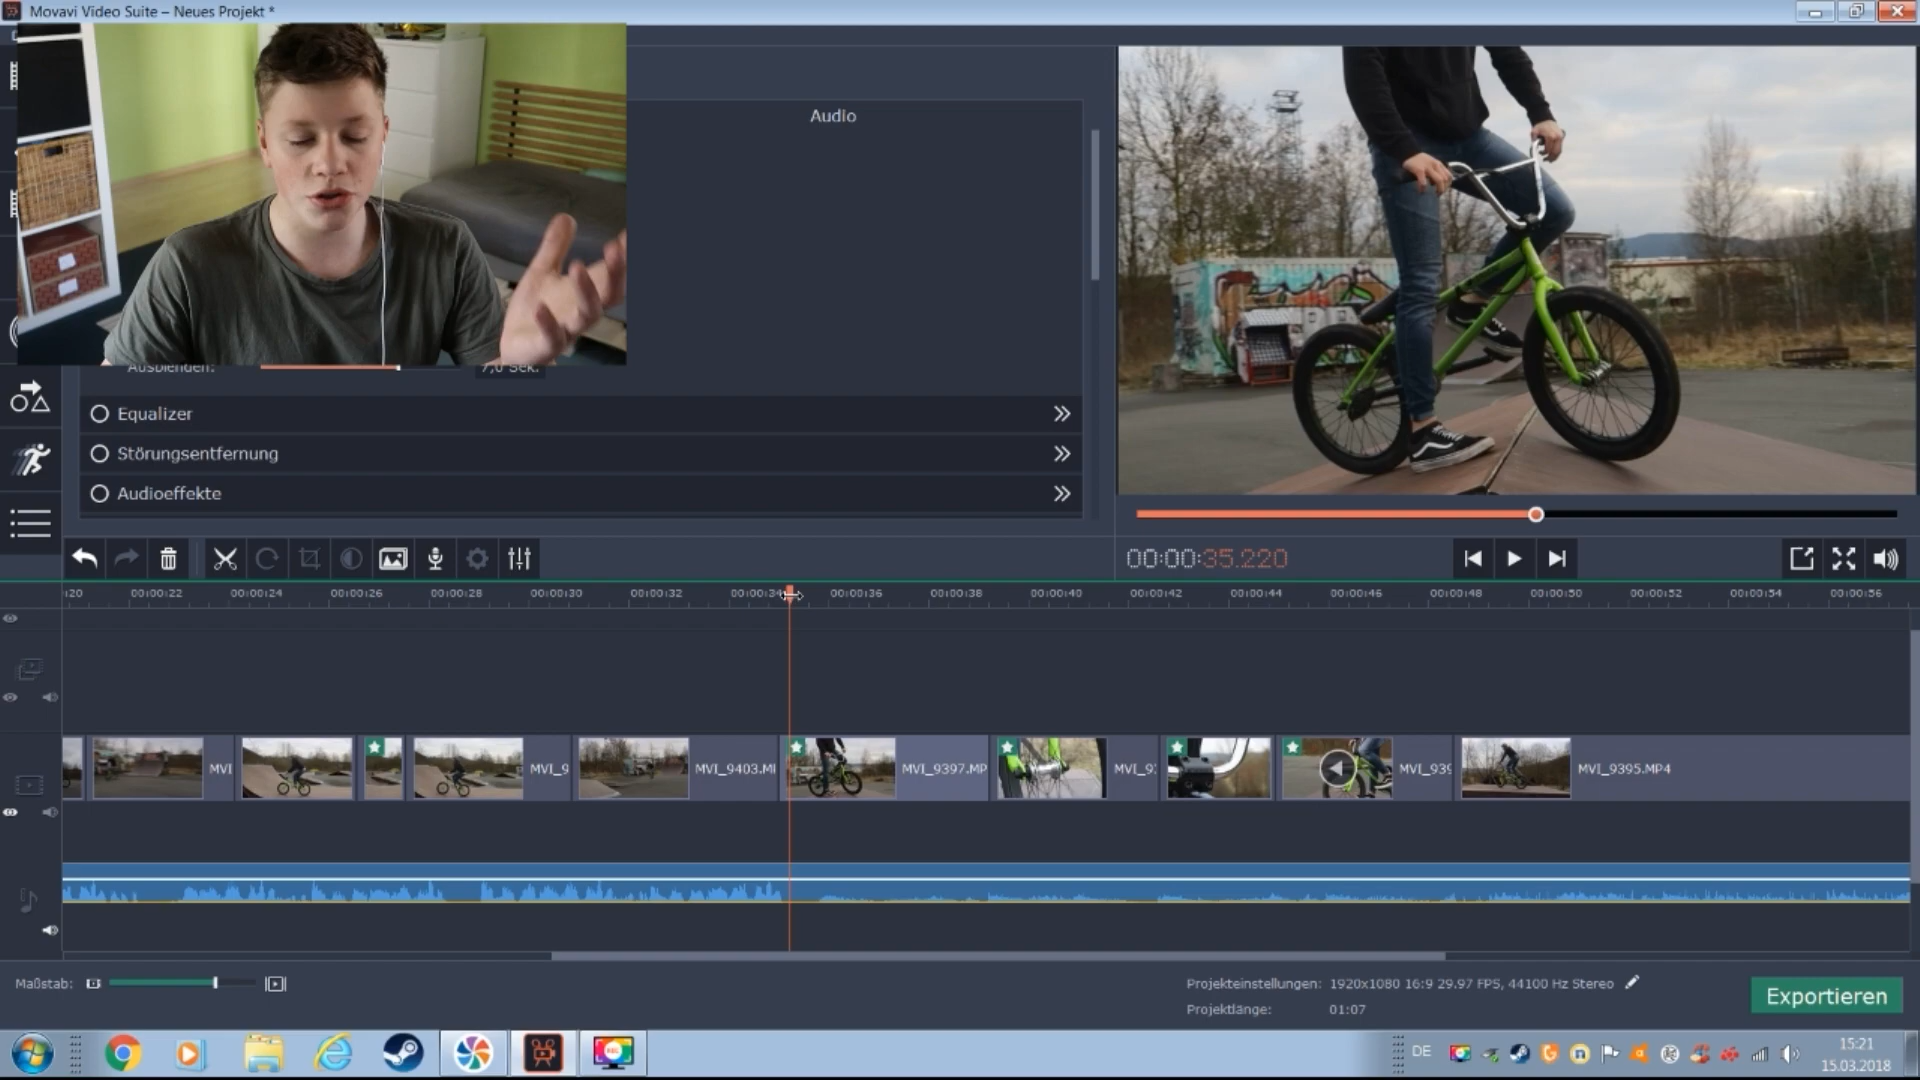 Movavi Video Suite – Neues Projekt *
Audio
Ausblenden:
7,0 Sek.
Equalizer
Störungsentfernung
Audioeffekte
00:00:35.220
:20 00:00:22 00:00:24 00:00:26 00:00:28 00:00:30 00:00:32 00:00:34 00:00:36 00:00:38 00:00:40 00:00:42 00:00:44 00:00:46 00:00:48 00:00:50 00:00:52 00:00:54 00:00:56
MVI MVI_9 MVI_9403.MI MVI_9397.MP MVI_9 MVI_939 MVI_9395.MP4
Maßstab:
Projekteinstellungen: 1920x1080 16:9 29.97 FPS, 44100 Hz Stereo
Projektlänge: 01:07
Exportieren
DE
15:21
15.03.2018